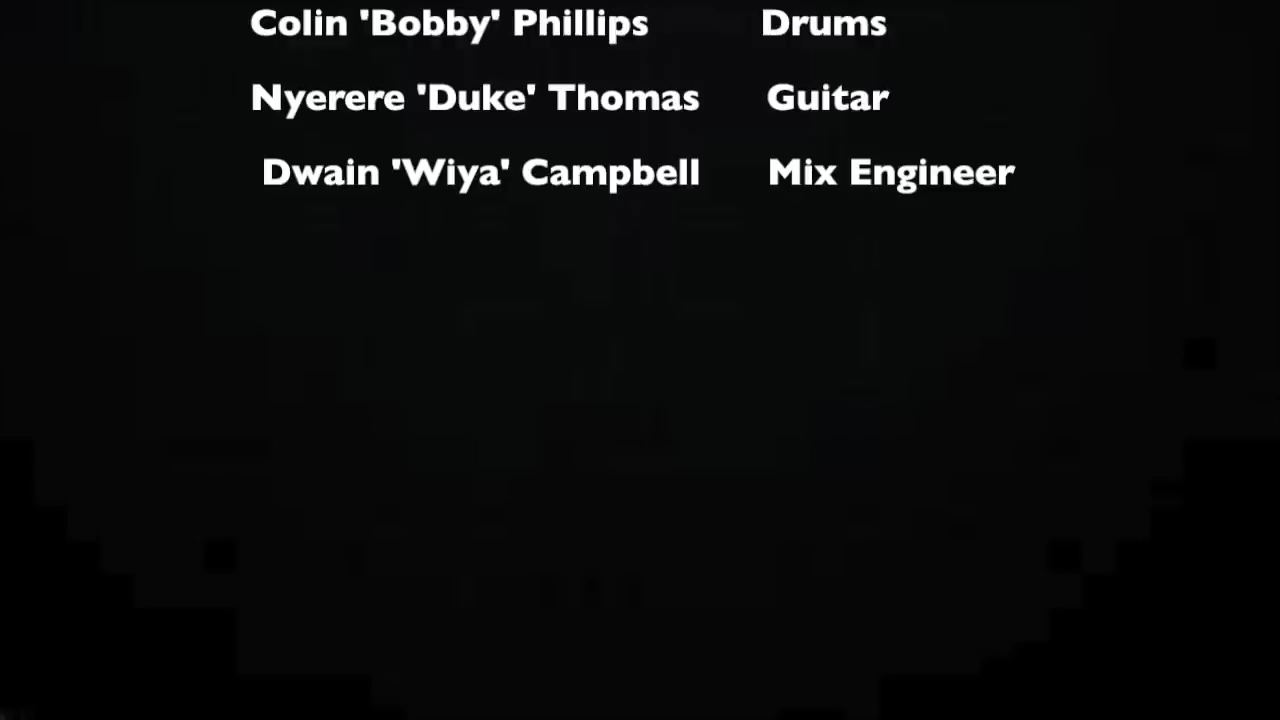 Colin 'Bobby' Phillips Drums
Nyerere 'Duke' Thomas Guitar
Dwain 'Wiya' Campbell Mix Engineer